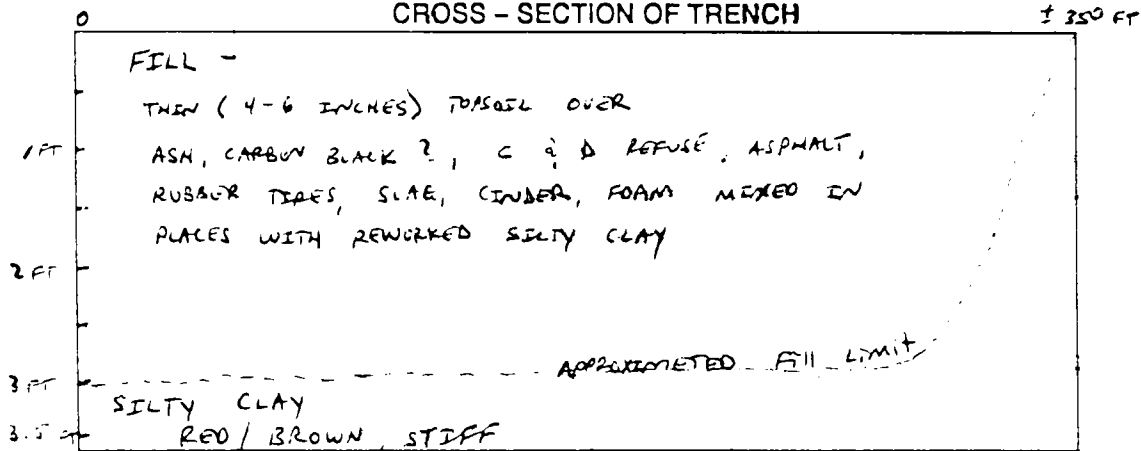 CROSS – SECTION OF TRENCH
0
± 350 FT
FILL -
THIN ( 4-6 INCHES) TOPSOIL OVER
1 FT
ASH, CARBON BLACK ?, C & D REFUSE, ASPHALT,
RUBBER TIRES, SLAG, CINDER, FOAM MIXED IN
PLACES WITH REWORKED SILTY CLAY
2 FT
APPROXIMETED Fill Limit
3 FT
SILTY CLAY
3.5 FT
RED / BROWN, STIFF